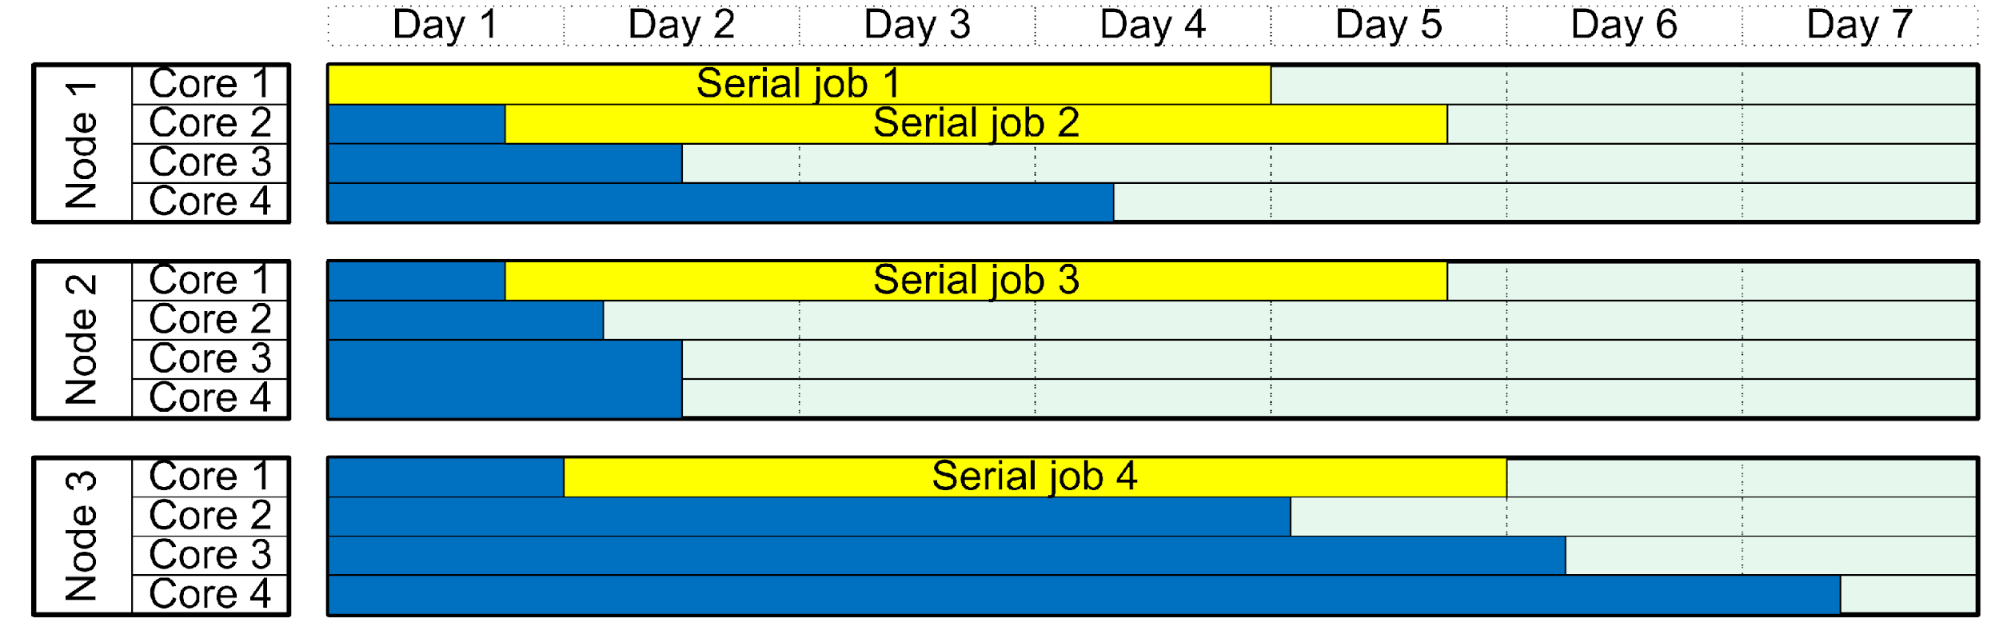 Day 1 Day 2 Day 3 Day 4 Day 5 Day 6 Day 7
Node 1
Core 1 Serial job 1
Core 2 Serial job 2
Core 3
Core 4
Node 2
Core 1 Serial job 3
Core 2
Core 3
Core 4
Node 3
Core 1 Serial job 4
Core 2
Core 3
Core 4